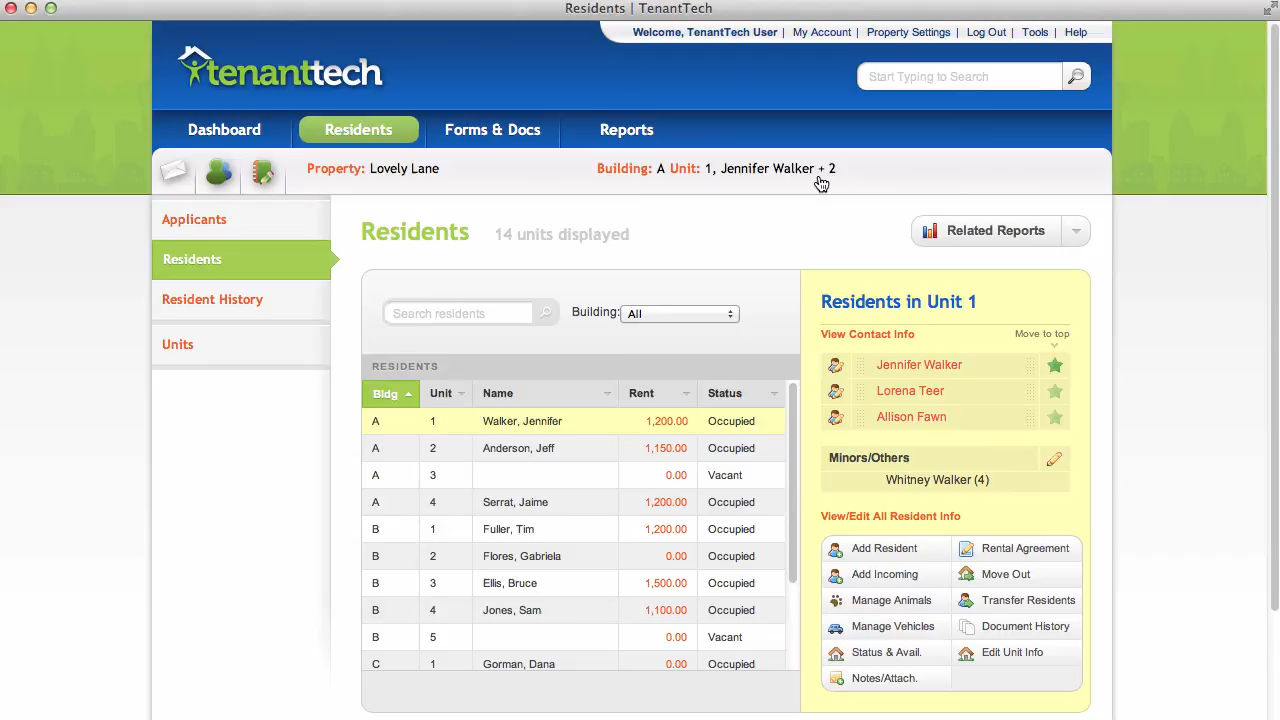 Residents | TenantTech
Welcome, TenantTech User | My Account | Property Settings | Log Out | Tools | Help
tenanttech
Start Typing to Search
Dashboard Residents Forms & Docs Reports
Property: Lovely Lane Building: A Unit: 1, Jennifer Walker + 2
Applicants
Residents
Resident History
Units
Residents 14 units displayed
Related Reports
Search residents Building: All
RESIDENTS
Bldg Unit Name Rent Status
A 1 Walker, Jennifer 1,200.00 Occupied
A 2 Anderson, Jeff 1,150.00 Occupied
A 3 0.00 Vacant
A 4 Serrat, Jaime 1,200.00 Occupied
B 1 Fuller, Tim 1,200.00 Occupied
B 2 Flores, Gabriela 0.00 Occupied
B 3 Ellis, Bruce 1,500.00 Occupied
B 4 Jones, Sam 1,100.00 Occupied
B 5 0.00 Vacant
C 1 Gorman, Dana 0.00 Occupied
Residents in Unit 1
View Contact Info Move to top
Jennifer Walker
Lorena Teer
Allison Fawn
Minors/Others
Whitney Walker (4)
View/Edit All Resident Info
Add Resident Rental Agreement
Add Incoming Move Out
Manage Animals Transfer Residents
Manage Vehicles Document History
Status & Avail. Edit Unit Info
Notes/Attach.